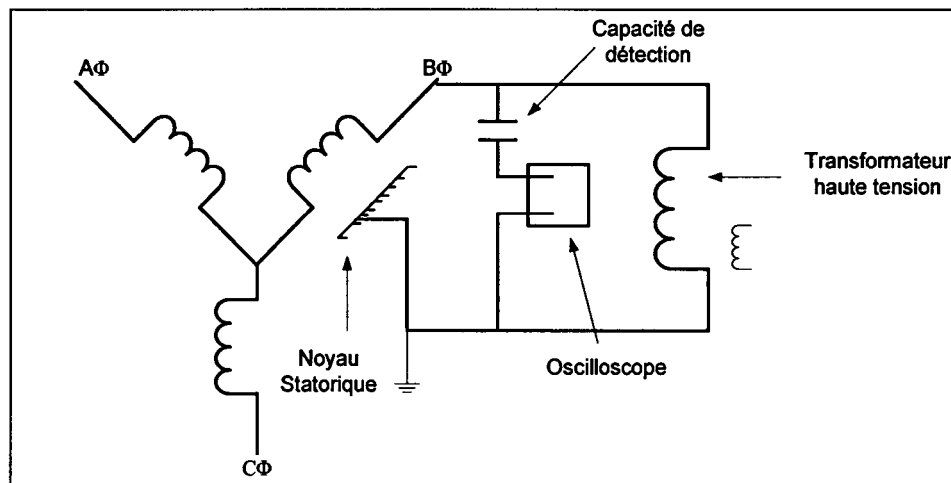 Capacité de
détection
AΦ
BΦ
Transformateur
haute tension
Noyau
Statorique
Oscilloscope
CΦ